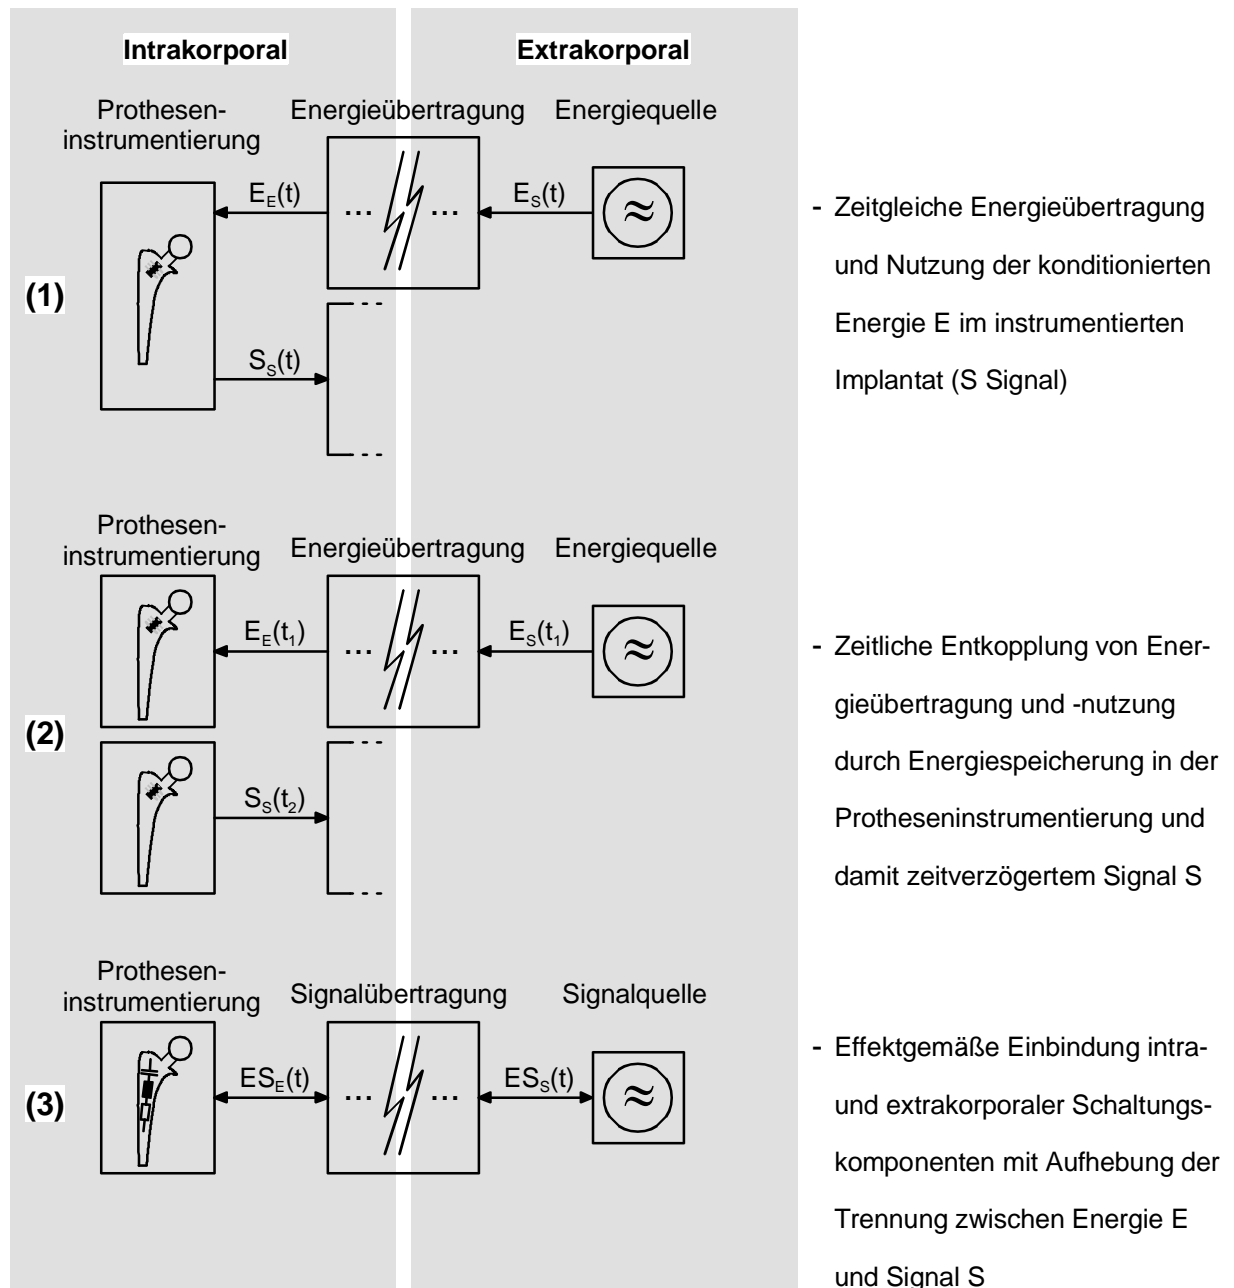 Intrakorporal
Extrakorporal
Prothesen-
instrumentierung
Energieübertragung
Energiequelle
(1)
E_E(t)
... ...
E_S(t)
≈
S_S(t)
- Zeitgleiche Energieübertragung
und Nutzung der konditionierten
Energie E im instrumentierten
Implantat (S Signal)
Prothesen-
instrumentierung
Energieübertragung
Energiequelle
(2)
E_E(t_1)
... ...
E_S(t_1)
≈
S_S(t_2)
- Zeitliche Entkopplung von Ener-
gieübertragung und -nutzung
durch Energiespeicherung in der
Protheseninstrumentierung und
damit zeitverzögertem Signal S
Prothesen-
instrumentierung
Signalübertragung
Signalquelle
(3)
ES_E(t)
... ...
ES_S(t)
≈
- Effektgemäße Einbindung intra-
und extrakorporaler Schaltungs-
komponenten mit Aufhebung der
Trennung zwischen Energie E
und Signal S